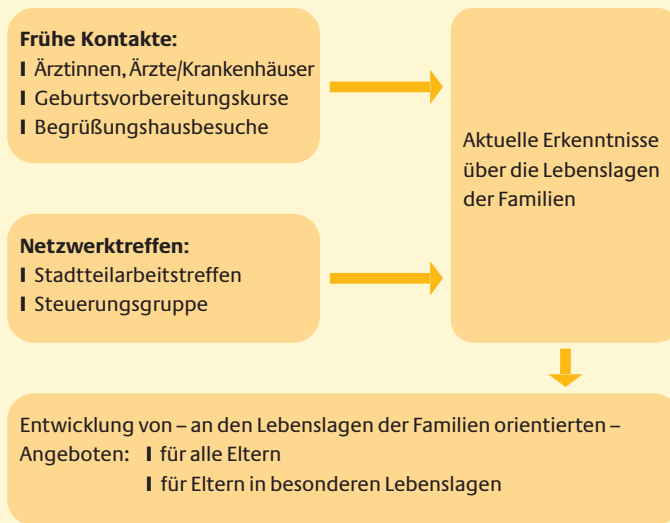 Frühe Kontakte:
I Ärztinnen, Ärzte/Krankenhäuser
I Geburtsvorbereitungskurse
I Begrüßungshausbesuche
Netzwerktreffen:
I Stadtteilarbeitstreffen
I Steuerungsgruppe
Aktuelle Erkenntnisse
über die Lebenslagen
der Familien
Entwicklung von – an den Lebenslagen der Familien orientierten –
Angeboten: I für alle Eltern
I für Eltern in besonderen Lebenslagen